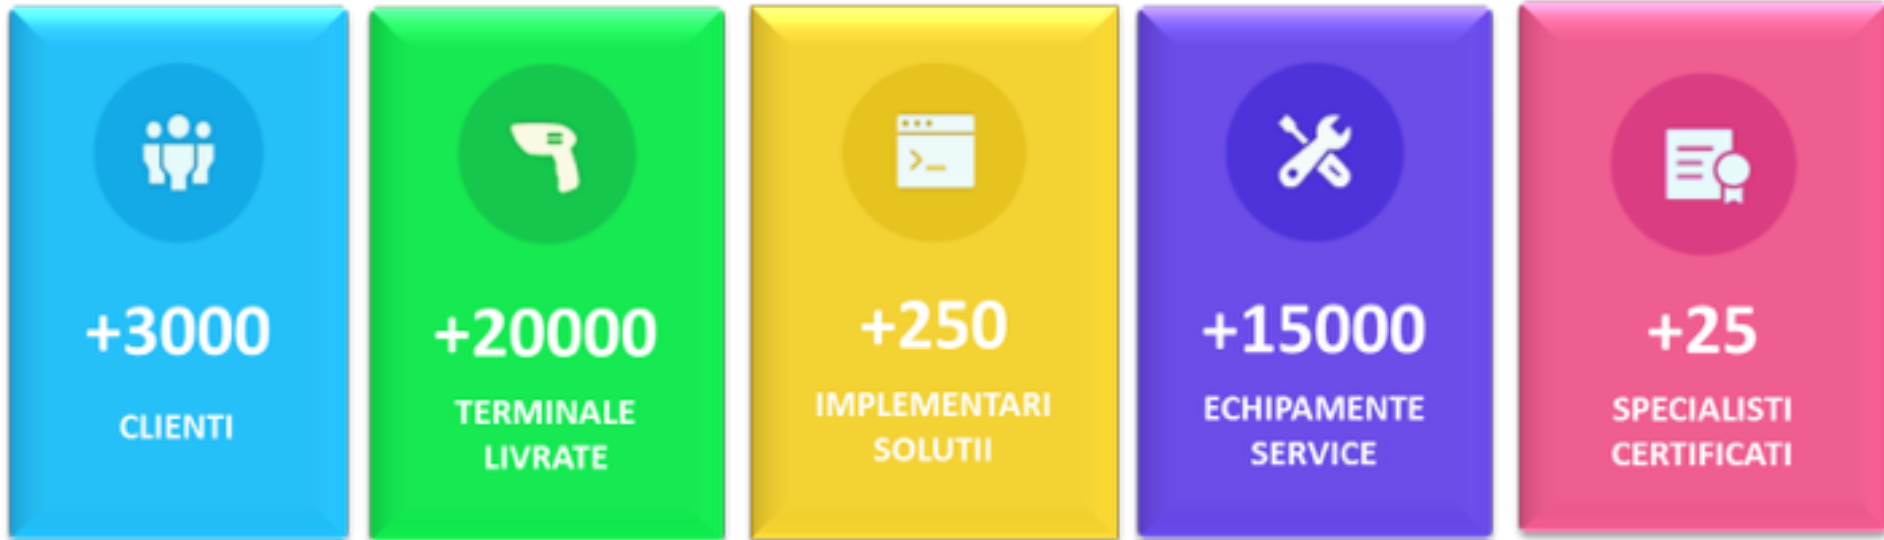 +3000
CLIENTI
+20000
TERMINALE
LIVRATE
+250
IMPLEMENTARI
SOLUTII
+15000
ECHIPAMENTE
SERVICE
+25
SPECIALISTI
CERTIFICATI